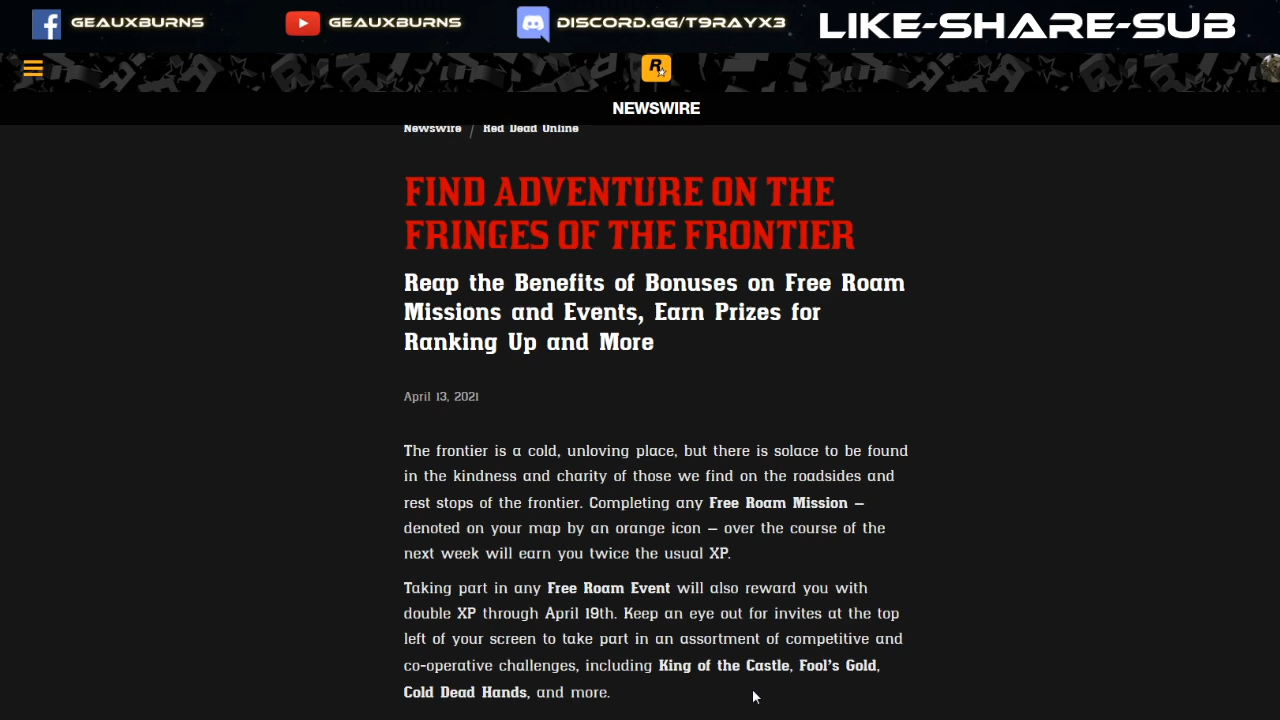 GEAUXBURNS GEAUXBURNS DISCORD.GG/T9RAYX3 LIKE-SHARE-SUB
R
NEWSWIRE
Newswire / Red Dead Online
FIND ADVENTURE ON THE
FRINGES OF THE FRONTIER
Reap the Benefits of Bonuses on Free Roam
Missions and Events, Earn Prizes for
Ranking Up and More
April 13, 2021
The frontier is a cold, unloving place, but there is solace to be found
in the kindness and charity of those we find on the roadsides and
rest stops of the frontier. Completing any Free Roam Mission –
denoted on your map by an orange icon – over the course of the
next week will earn you twice the usual XP.
Taking part in any Free Roam Event will also reward you with
double XP through April 19th. Keep an eye out for invites at the top
left of your screen to take part in an assortment of competitive and
co-operative challenges, including King of the Castle, Fool's Gold,
Cold Dead Hands, and more.